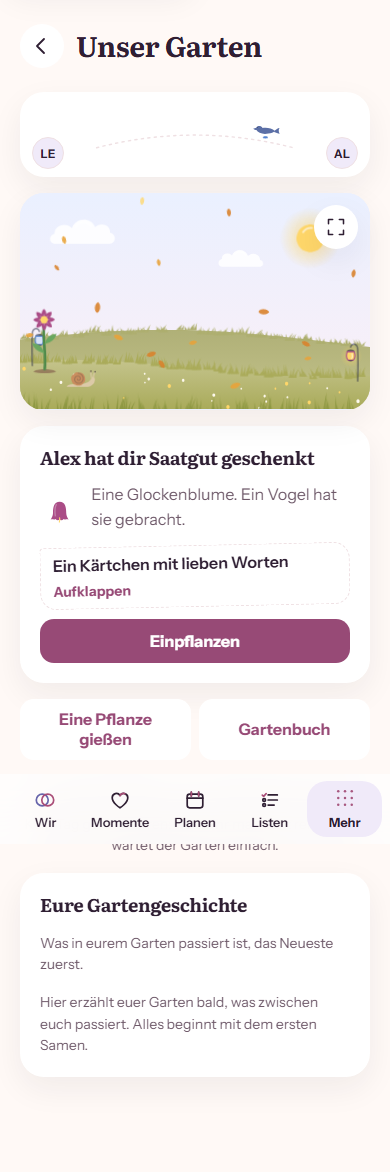 Unser Garten
LE
AL
Alex hat dir Saatgut geschenkt
Eine Glockenblume. Ein Vogel hat
sie gebracht.
Ein Kärtchen mit lieben Worten
Aufklappen
Einpflanzen
Eine Pflanze
gießen
Gartenbuch
Wir
Momente
Planen
Listen
Mehr
wartet der Garten einfach.
Eure Gartengeschichte
Was in eurem Garten passiert ist, das Neueste
zuerst.
Hier erzählt euer Garten bald, was zwischen
euch passiert. Alles beginnt mit dem ersten
Samen.